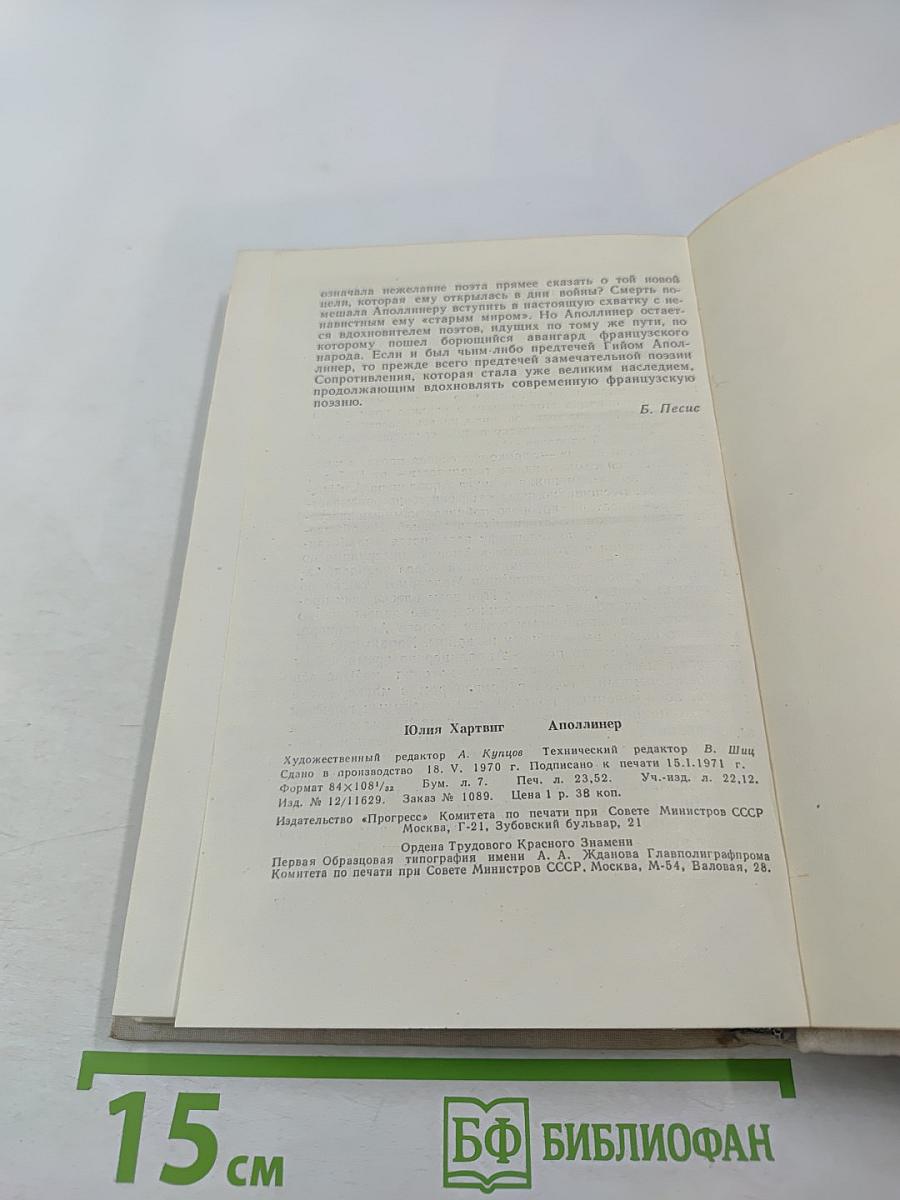 означала нежелание поэта прямее сказать о той новой
цели, которая ему открылась в дни войны? Смерть по-
мешала Аполлинеру вступить в настоящую схватку с не-
навистным ему «старым миром». Но Аполлинер остает-
ся вдохновителем поэтов, идущих по тому же пути, по
которому пошел борющийся авангард французского
народа. Если и был чьим-либо предтечей Гийом Апол-
линер, то прежде всего предтечей замечательной поэзии
Сопротивления, которая стала уже великим наследием,
продолжающим вдохновлять современную французскую
поэзию.
Б. Песис
Юлия Хартвиг Аполлинер
Художественный редактор А. Купцов Технический редактор В. Шиц
Сдано в производство 18. V. 1970 г. Подписано к печати 15.1.1971 г.
Формат 84×108¹/₃₂ Бум. л. 7. Печ. л. 23,52. Уч.-изд. л. 22,12.
Изд. № 12/11629. Заказ № 1089. Цена 1 р. 38 коп.
Издательство «Прогресс» Комитета по печати при Совете Министров СССР
Москва, Г-21, Зубовский бульвар, 21
Ордена Трудового Красного Знамени
Первая Образцовая типография имени А. А. Жданова Главполиграфпрома
Комитета по печати при Совете Министров СССР. Москва, М-54, Валовая, 28.
15 см
БФ БИБЛИОФАН